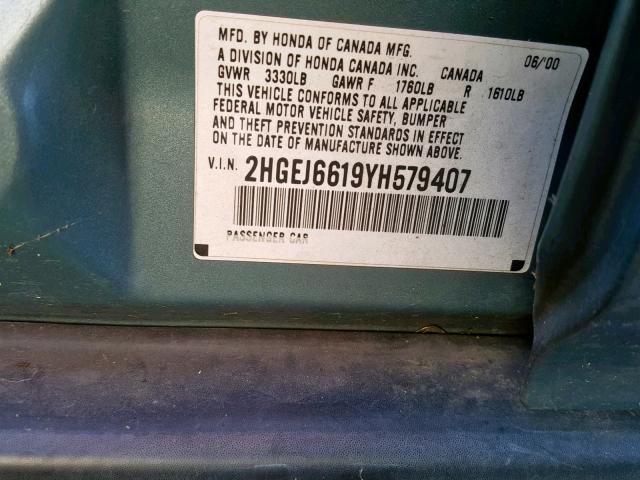 MFD. BY HONDA OF CANADA MFG. 06/'00
A DIVISION OF HONDA CANADA INC. CANADA
GVWR 3330LB GAWR F 1760LB R 1610LB
THIS VEHICLE CONFORMS TO ALL APPLICABLE
FEDERAL MOTOR VEHICLE SAFETY, BUMPER
AND THEFT PREVENTION STANDARDS IN EFFECT
ON THE DATE OF MANUFACTURE SHOWN ABOVE.
V.I.N. 2HGEJ6619YH579407
PASSENGER CAR